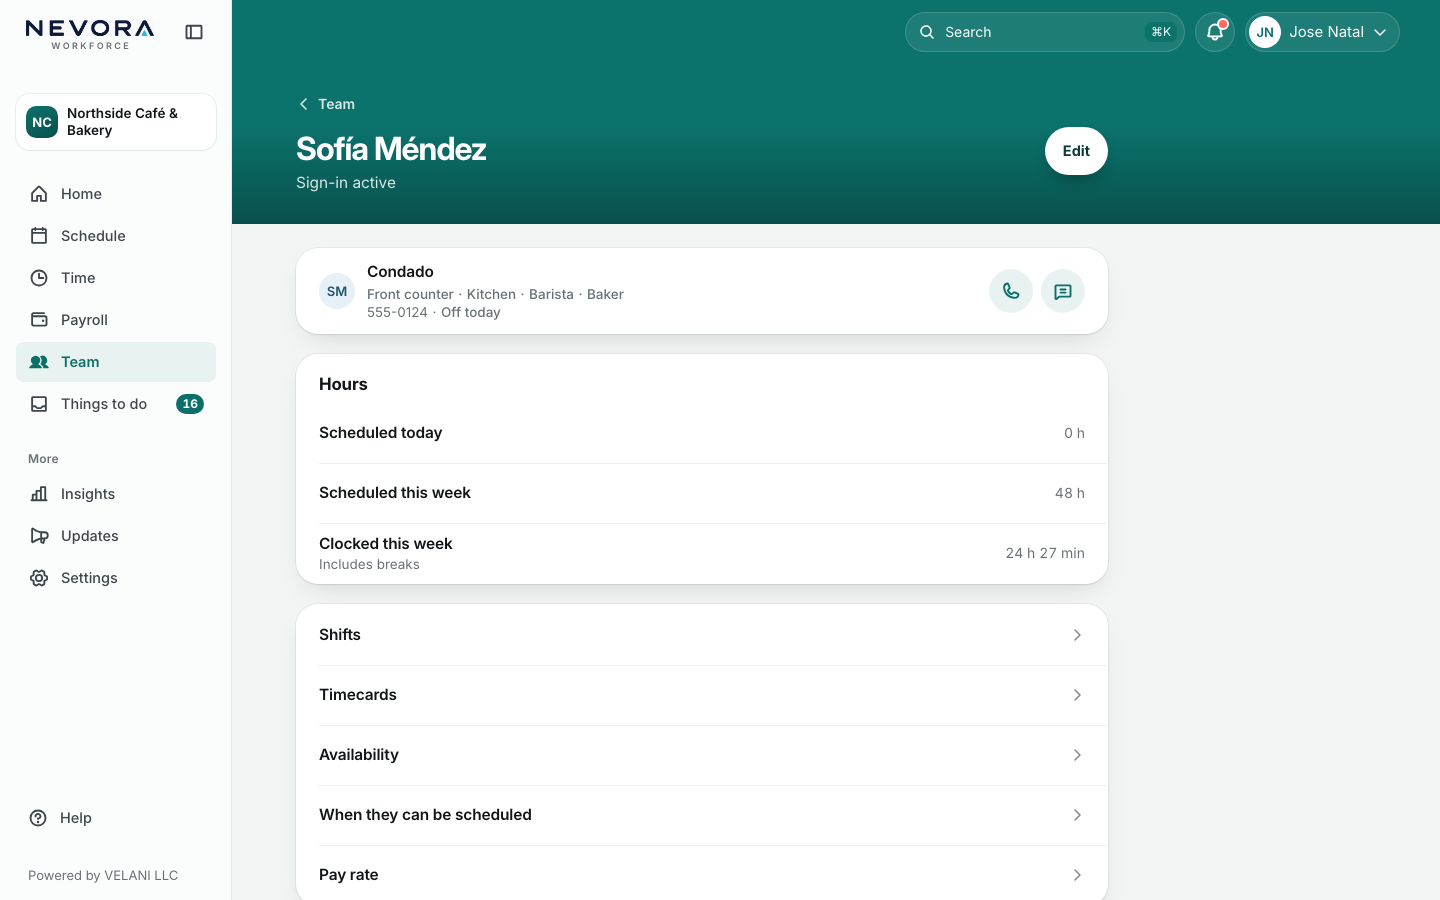 NEVORA
WORKFORCE
Search
⌘K
JN
Jose Natal
NC
Northside Café &
Bakery
Home
Schedule
Time
Payroll
Team
Things to do
16
More
Insights
Updates
Settings
Help
Powered by VELANI LLC
Team
Sofía Méndez
Sign-in active
Edit
SM
Condado
Front counter · Kitchen · Barista · Baker
555-0124 · Off today
Hours
Scheduled today
0 h
Scheduled this week
48 h
Clocked this week
Includes breaks
24 h 27 min
Shifts
Timecards
Availability
When they can be scheduled
Pay rate